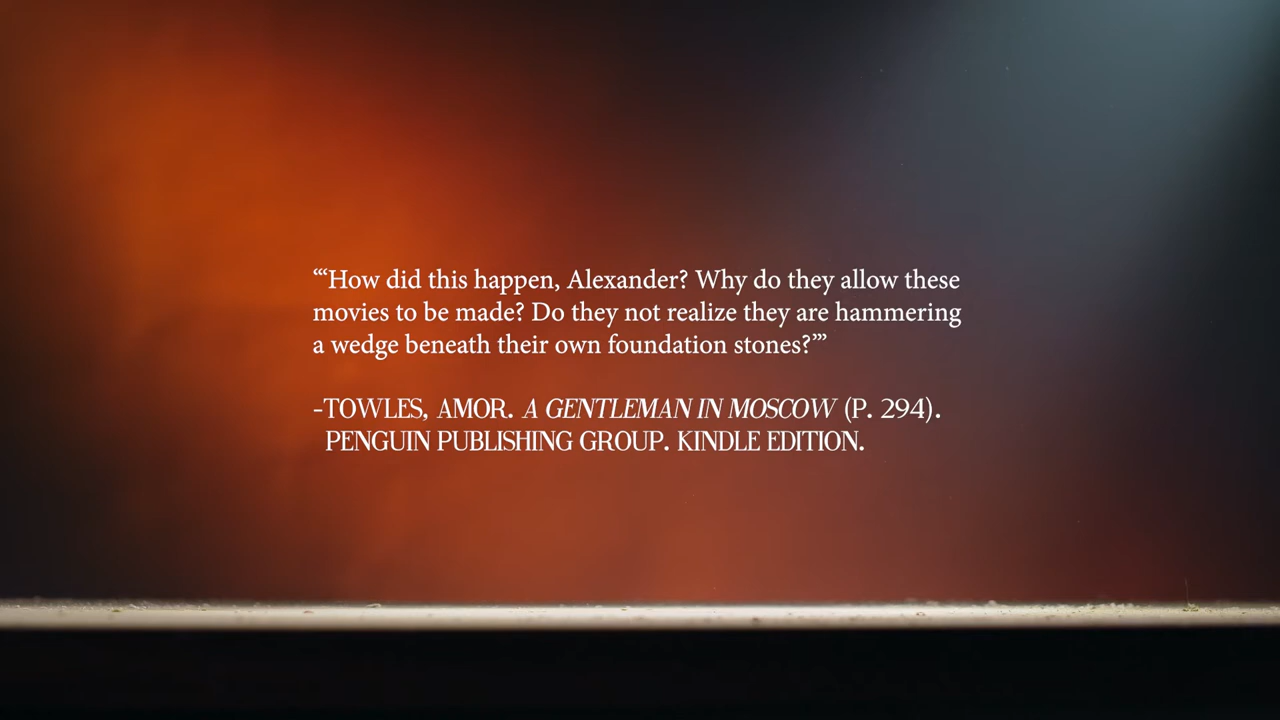 “‘How did this happen, Alexander? Why do they allow these
movies to be made? Do they not realize they are hammering
a wedge beneath their own foundation stones?’”
-TOWLES, AMOR. A GENTLEMAN IN MOSCOW (P. 294).
PENGUIN PUBLISHING GROUP. KINDLE EDITION.